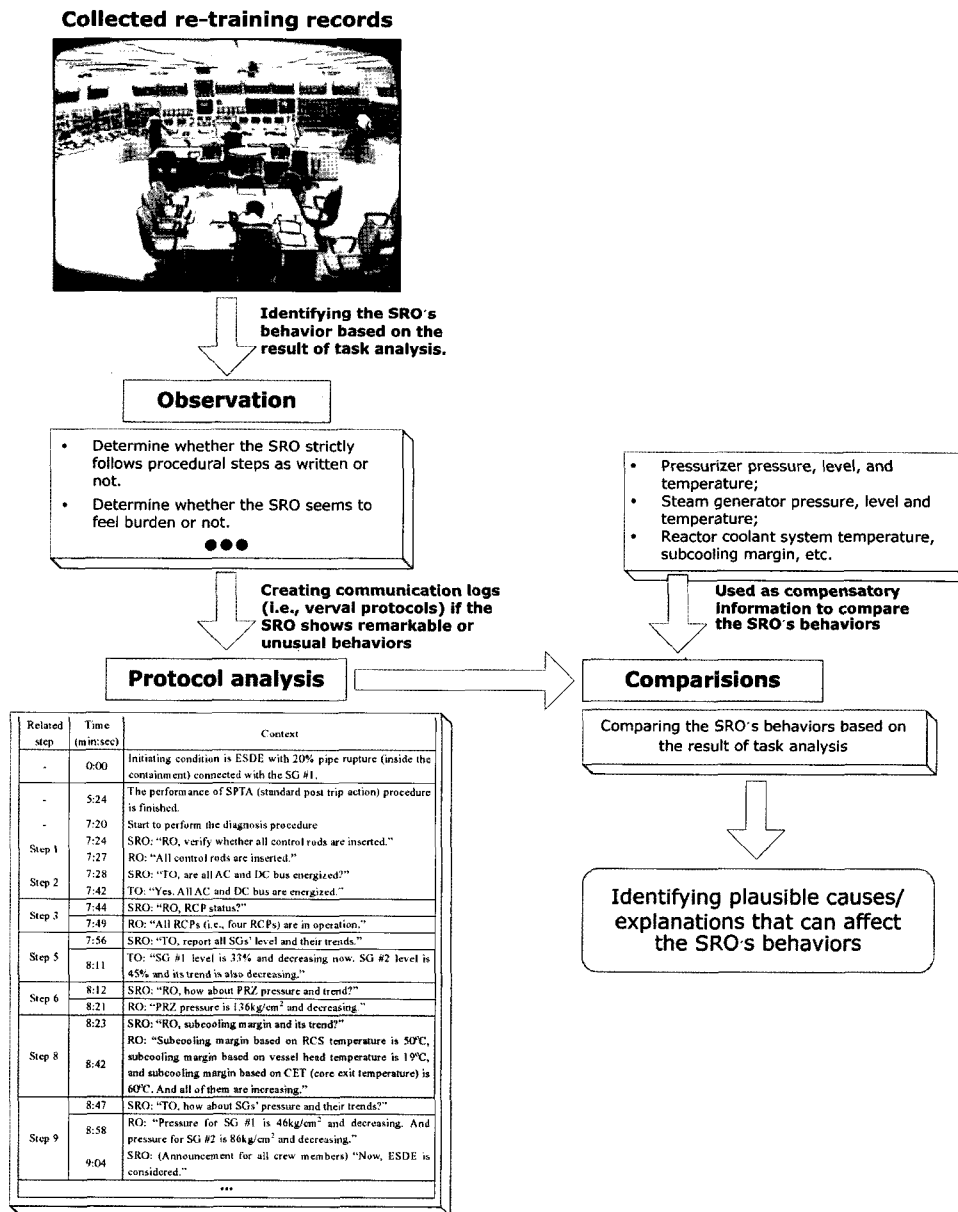 Collected re-training records
Identifying the SRO's
behavior based on the
result of task analysis.
Observation
• Determine whether the SRO strictly
follows procedural steps as written or
not.
• Determine whether the SRO seems to
feel burden or not.
●●●
Creating communication logs
(i.e., verval protocols) if the
SRO shows remarkable or
unusual behaviors
• Pressurizer pressure, level, and
temperature;
• Steam generator pressure, level and
temperature;
• Reactor coolant system temperature,
subcooling margin, etc.
Used as compensatory
information to compare
the SRO's behaviors
Protocol analysis
Comparisions
Comparing the SRO's behaviors based on
the result of task analysis
Identifying plausible causes/
explanations that can affect
the SRO's behaviors
Related
step
Time
(min:sec)
Context
- 0:00 Initiating condition is ESDE with 20% pipe rupture (inside the
containment) connected with the SG #1.
- 5:24 The performance of SPTA (standard post trip action) procedure
is finished.
- 7:20 Start to perform the diagnosis procedure
Step 1 7:24 SRO: "RO, verify whether all control rods are inserted."
7:27 RO: "All control rods are inserted."
Step 2 7:28 SRO: "TO, are all AC and DC bus energized?"
7:42 TO: "Yes. All AC and DC bus are energized."
Step 3 7:44 SRO: "RO, RCP status?"
7:49 RO: "All RCPs (i.e., four RCPs) are in operation."
Step 5 7:56 SRO: "TO, report all SGs' level and their trends."
8:11 TO: "SG #1 level is 33% and decreasing now. SG #2 level is
45% and its trend is also decreasing."
Step 6 8:12 SRO: "RO, how about PRZ pressure and trend?"
8:21 RO: "PRZ pressure is 136kg/cm² and decreasing."
Step 8 8:23 SRO: "RO, subcooling margin and its trend?"
8:42 RO: "Subcooling margin based on RCS temperature is 50℃,
subcooling margin based on vessel head temperature is 19℃,
and subcooling margin based on CET (core exit temperature) is
60℃. And all of them are increasing."
Step 9 8:47 SRO: "TO, how about SGs' pressure and their trends?"
8:58 RO: "Pressure for SG #1 is 46kg/cm² and decreasing. And
pressure for SG #2 is 86kg/cm² and decreasing."
9:04 SRO: (Announcement for all crew members) "Now, ESDE is
considered."
...